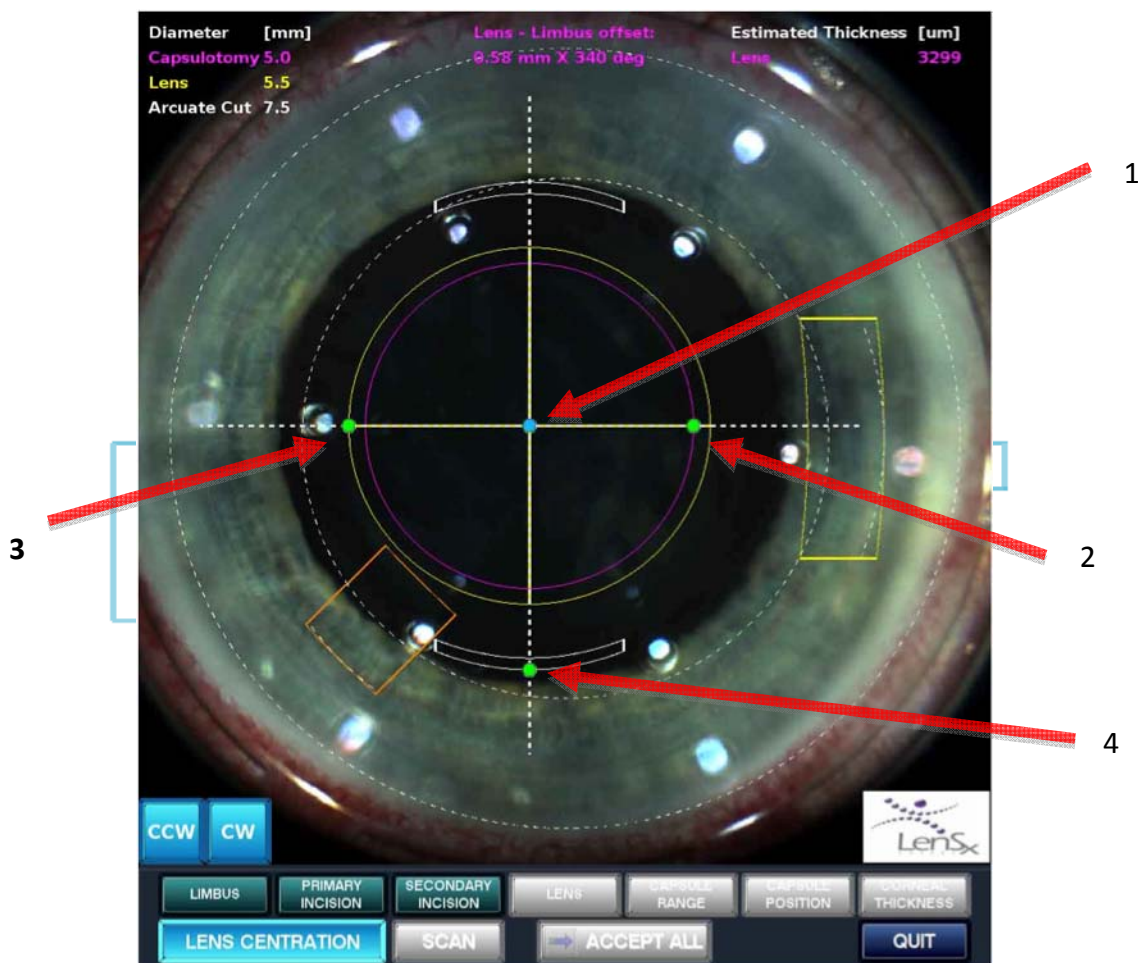 Diameter [mm]
Capsulotomy 5.0
Lens 5.5
Arcuate Cut 7.5
Lens - Limbus offset:
0.58 mm X 340 deg
Estimated Thickness [um]
Lens 3299
1
2
3
4
CCW CW
LenSx
LIMBUS
PRIMARY
INCISION
SECONDARY
INCISION
LENS
CAPSULE
RANGE
CAPSULE
POSITION
CORNEAL
THICKNESS
LENS CENTRATION
SCAN
ACCEPT ALL
QUIT